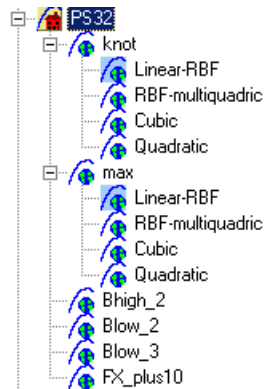 PS32
knot
Linear-RBF
RBF-multiquadric
Cubic
Quadratic
max
Linear-RBF
RBF-multiquadric
Cubic
Quadratic
Bhigh_2
Blow_2
Blow_3
FX_plus10